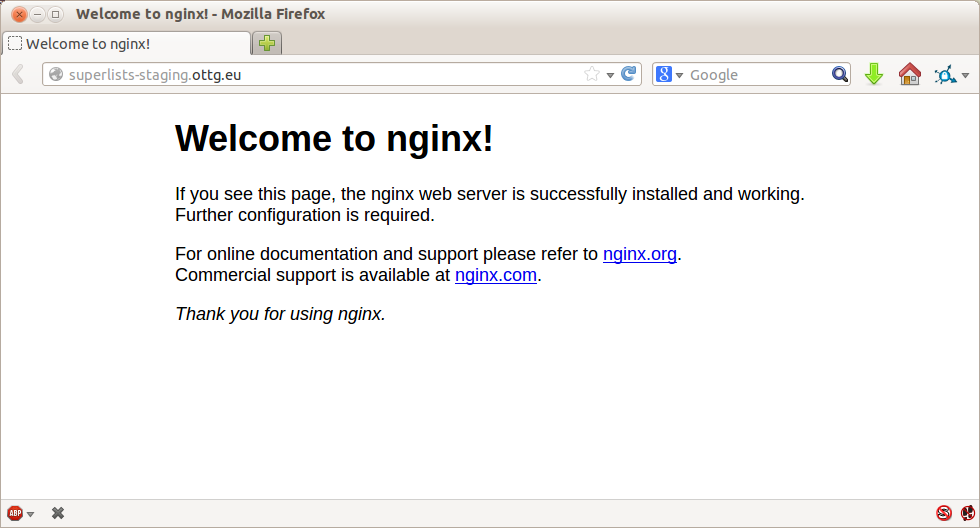 Welcome to nginx! - Mozilla Firefox
Welcome to nginx!
superlists-staging.ottg.eu
Google
Welcome to nginx!
If you see this page, the nginx web server is successfully installed and working.
Further configuration is required.
For online documentation and support please refer to nginx.org.
Commercial support is available at nginx.com.
Thank you for using nginx.
ABP